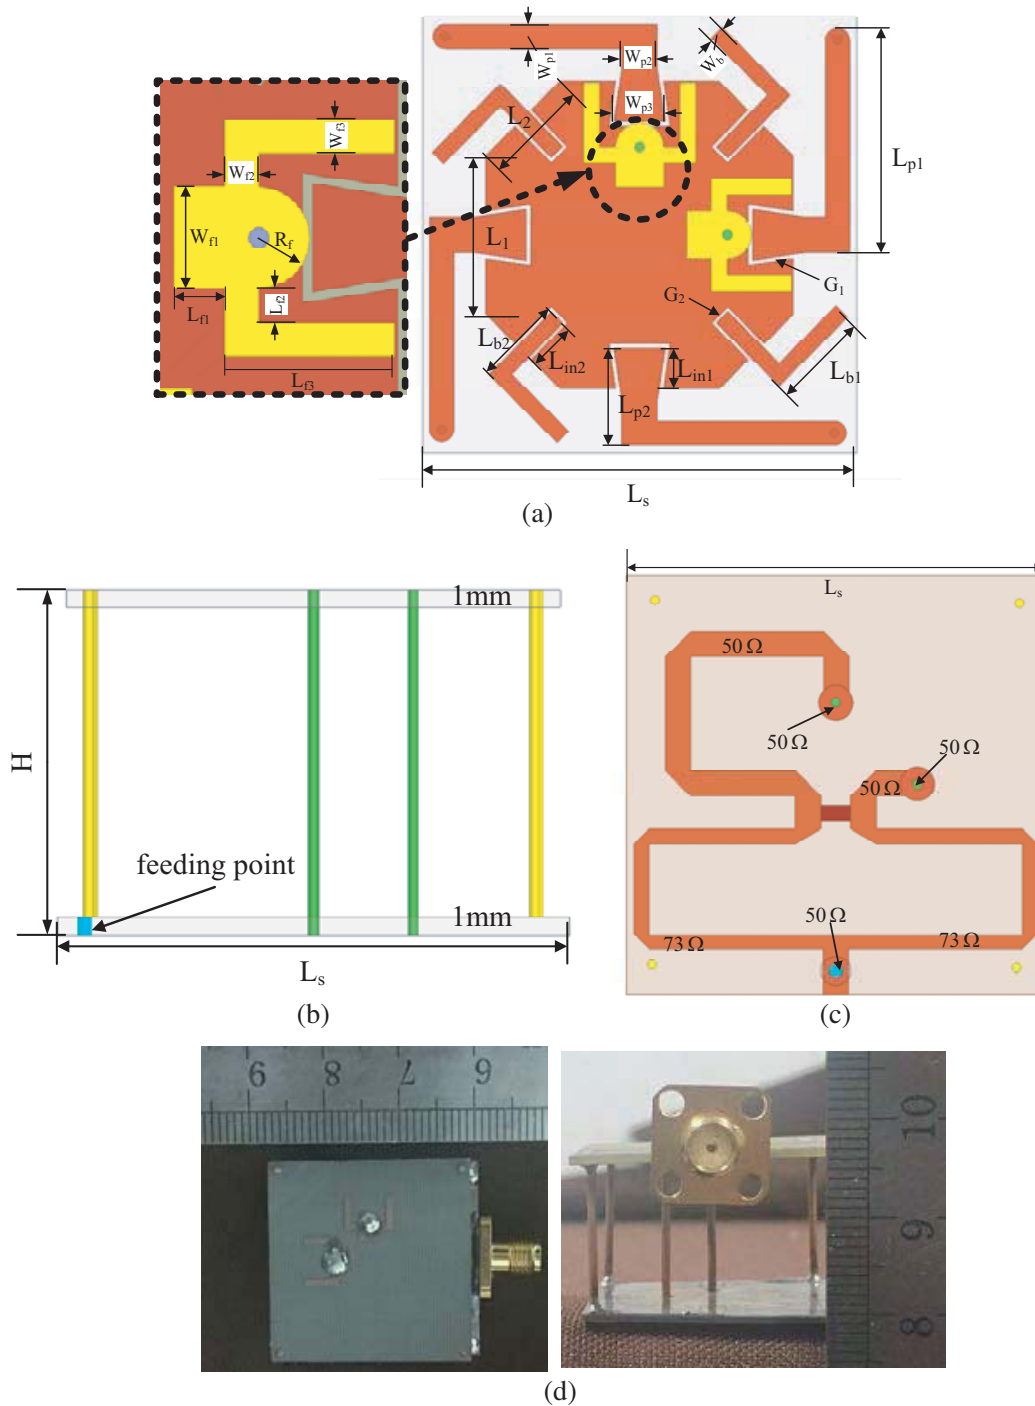 W_p1
W_p2
W_b
W_p3
L_2
L_p1
W_f3
W_f2
W_f1
R_f
L_1
L_f2
L_f1
L_f3
G_1
G_2
L_b2
L_in2
L_in1
L_p2
L_b1
L_s
(a)
1mm
H
feeding point
1mm
L_s
(b)
L_s
50 Ω
50 Ω
50 Ω
50 Ω
50 Ω
73 Ω
73 Ω
(c)
9 8 7 6
10
9
8
(d)